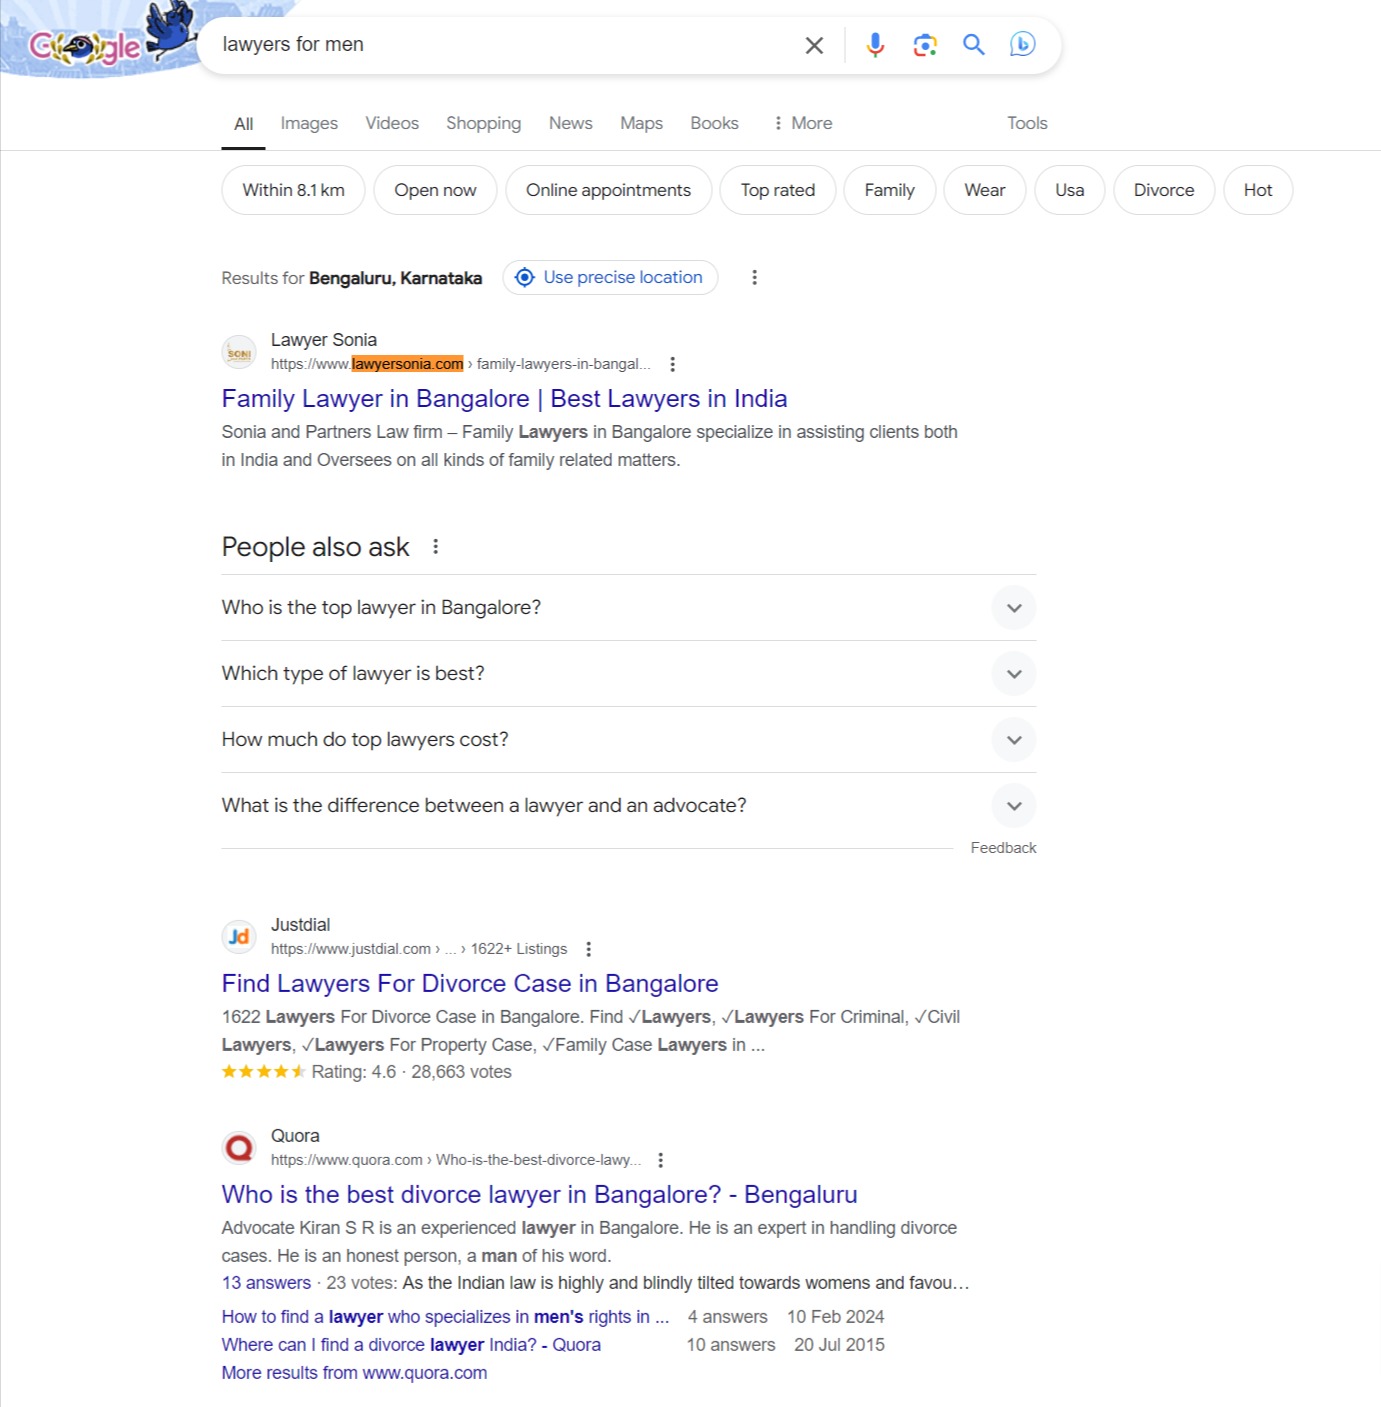 Google
lawyers for men
All Images Videos Shopping News Maps Books More Tools
Within 8.1 km Open now Online appointments Top rated Family Wear Usa Divorce Hot
Results for Bengaluru, Karnataka Use precise location
SONI
Lawyer Sonia
https://www.lawyersonia.com › family-lawyers-in-bangal...
Family Lawyer in Bangalore | Best Lawyers in India
Sonia and Partners Law firm – Family Lawyers in Bangalore specialize in assisting clients both
in India and Oversees on all kinds of family related matters.
People also ask
Who is the top lawyer in Bangalore?
Which type of lawyer is best?
How much do top lawyers cost?
What is the difference between a lawyer and an advocate?
Feedback
Jd
Justdial
https://www.justdial.com › ... › 1622+ Listings
Find Lawyers For Divorce Case in Bangalore
1622 Lawyers For Divorce Case in Bangalore. Find ✓Lawyers, ✓Lawyers For Criminal, ✓Civil
Lawyers, ✓Lawyers For Property Case, ✓Family Case Lawyers in ...
Rating: 4.6 · 28,663 votes
Quora
https://www.quora.com › Who-is-the-best-divorce-lawy...
Who is the best divorce lawyer in Bangalore? - Bengaluru
Advocate Kiran S R is an experienced lawyer in Bangalore. He is an expert in handling divorce
cases. He is an honest person, a man of his word.
13 answers · 23 votes: As the Indian law is highly and blindly tilted towards womens and favou…
How to find a lawyer who specializes in men's rights in ... 4 answers 10 Feb 2024
Where can I find a divorce lawyer India? - Quora 10 answers 20 Jul 2015
More results from www.quora.com